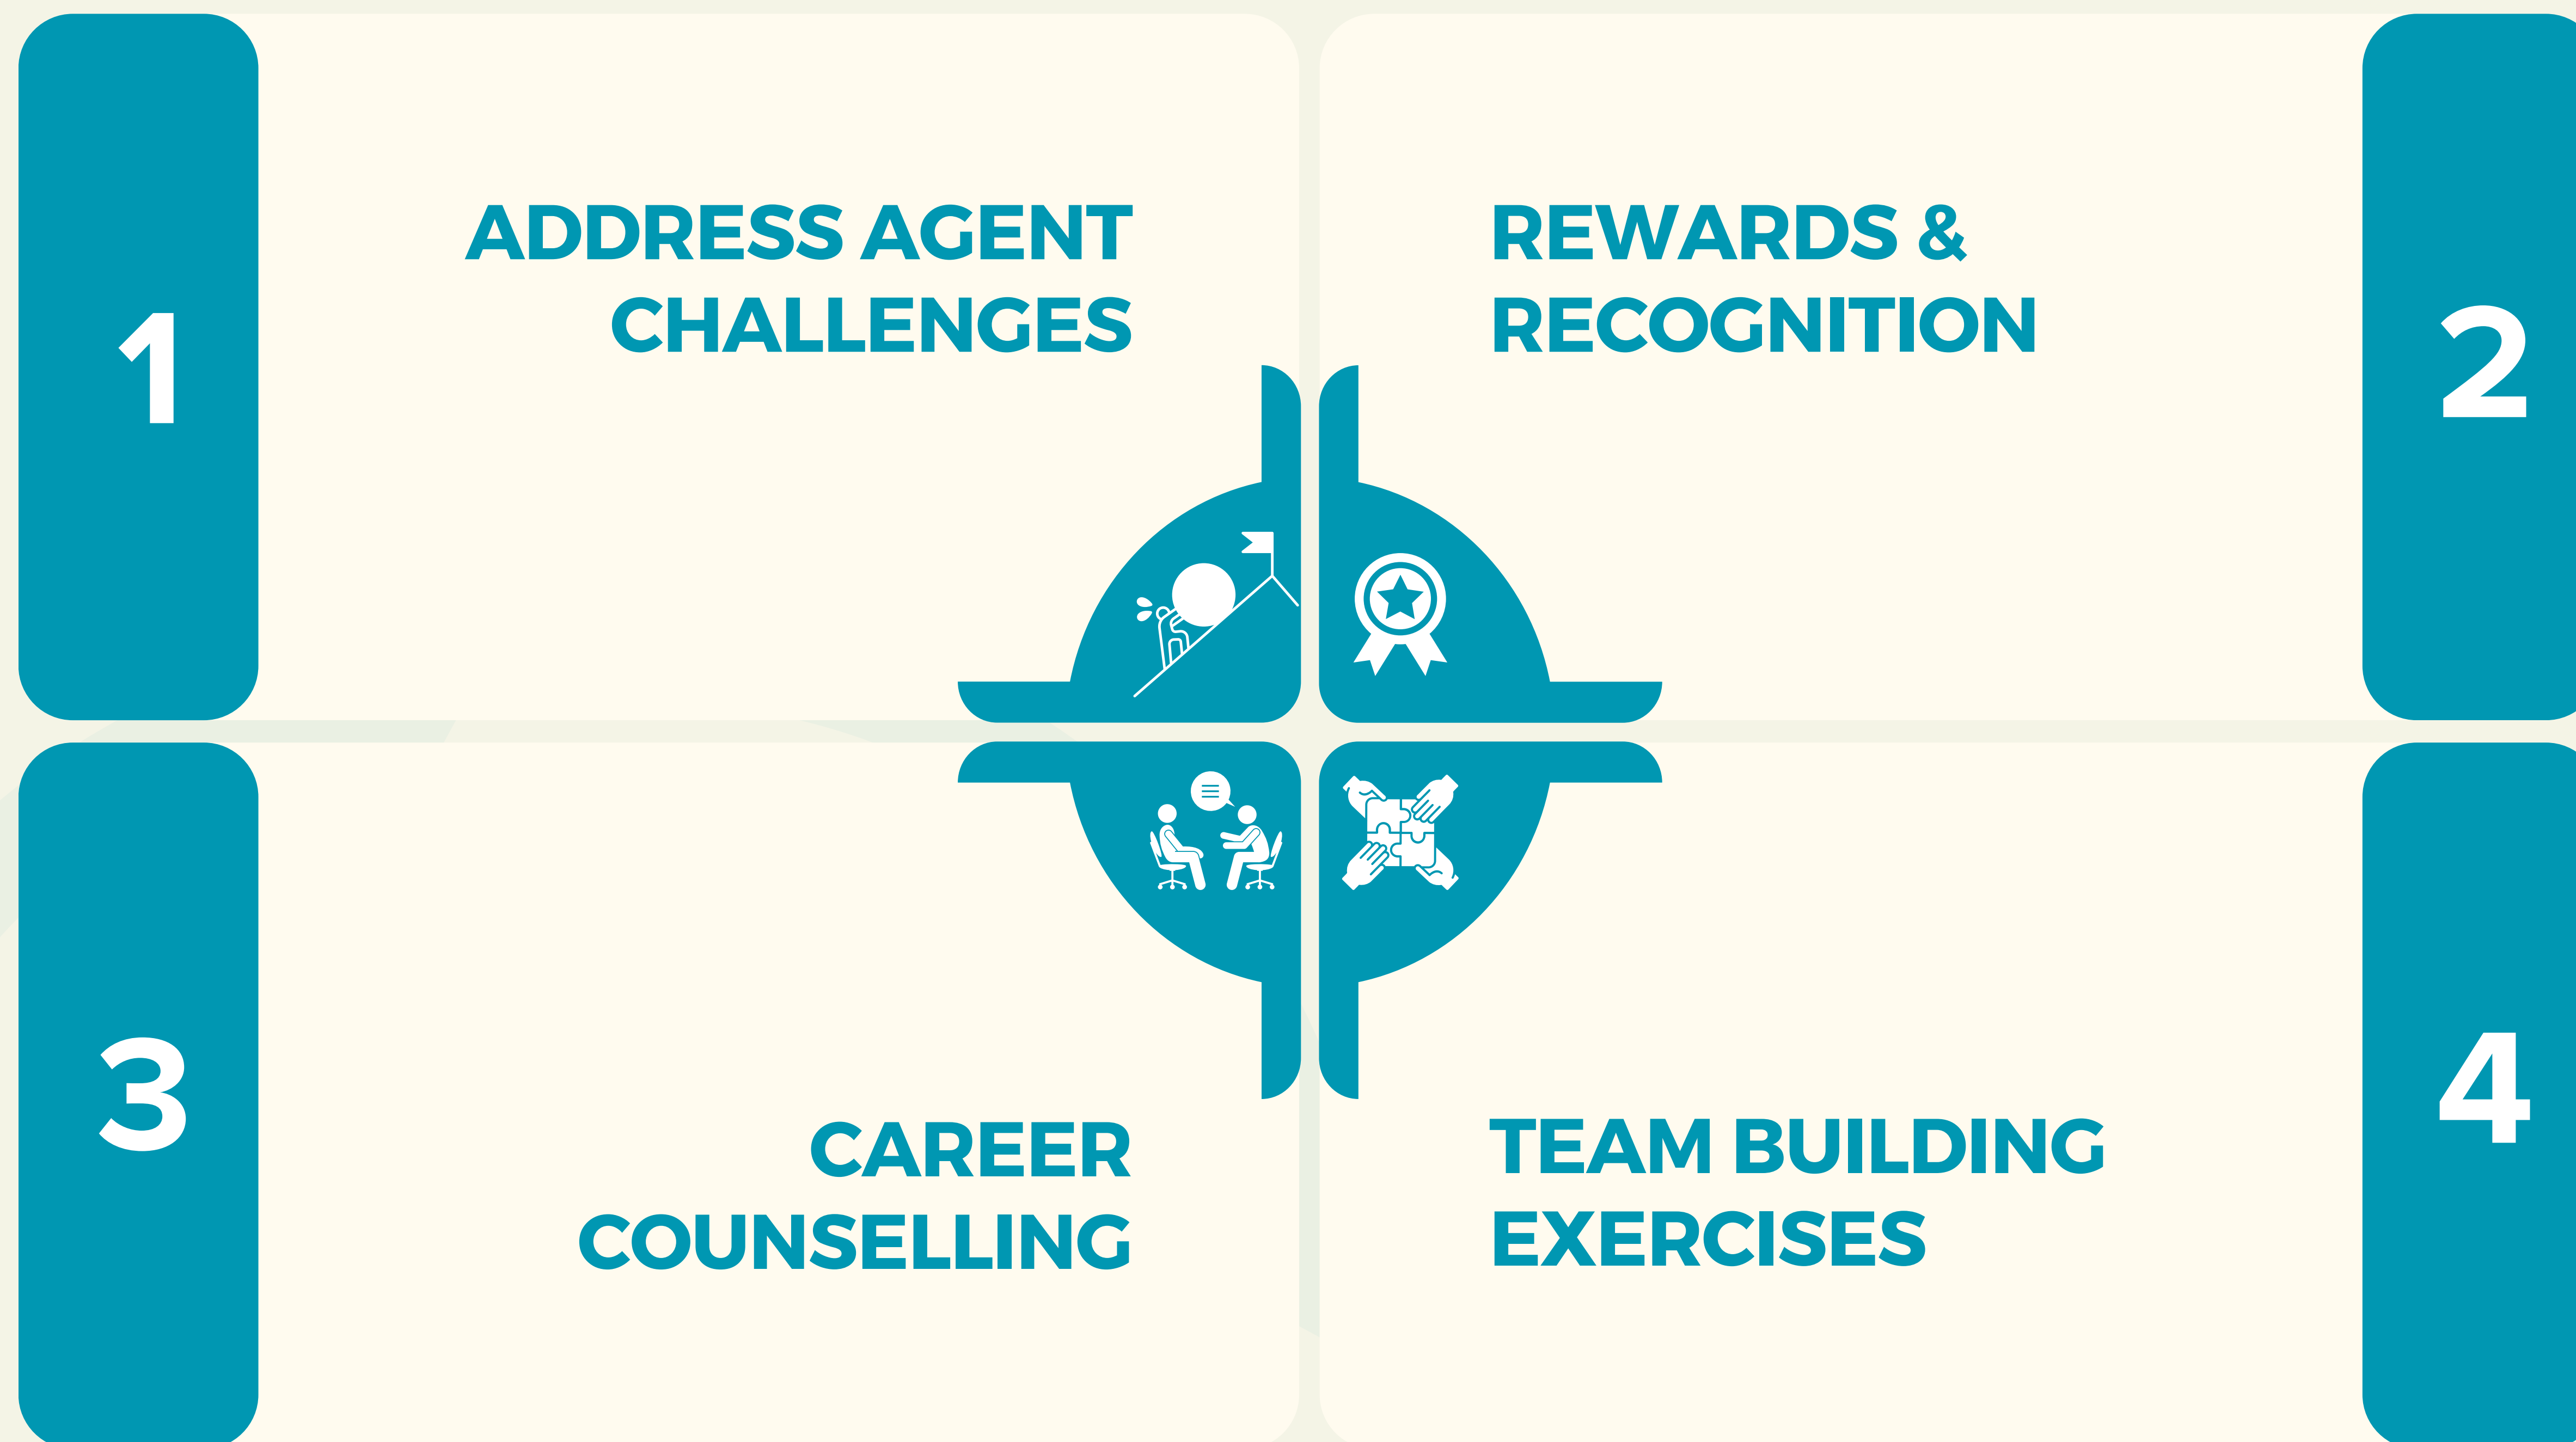 1
ADDRESS AGENT
CHALLENGES
REWARDS &
RECOGNITION
2
3
CAREER
COUNSELLING
TEAM BUILDING
EXERCISES
4